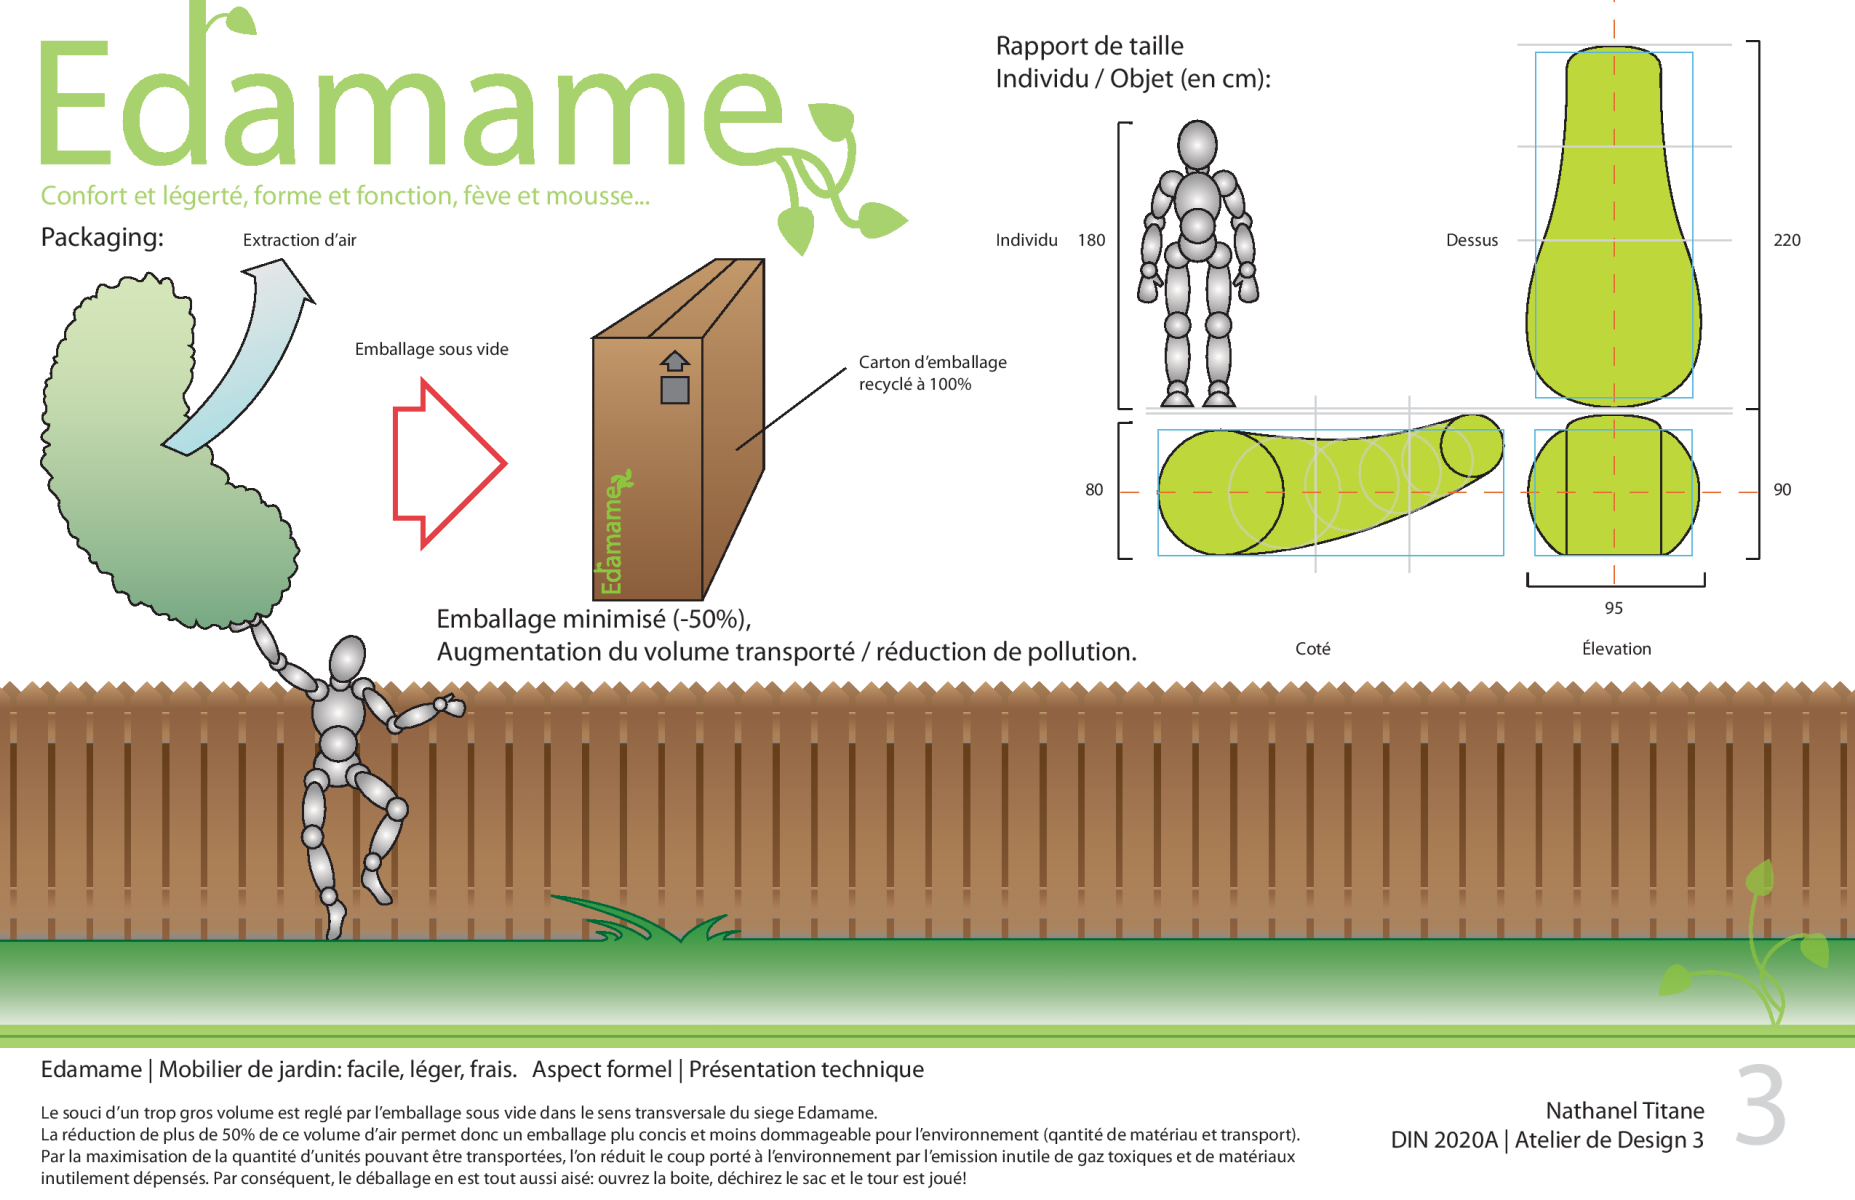 Edamame
Confort et légerté, forme et fonction, fève et mousse...
Packaging:
Extraction d'air
Emballage sous vide
Carton d'emballage
recyclé à 100%
Edamame
Emballage minimisé (-50%),
Augmentation du volume transporté / réduction de pollution.
Rapport de taille
Individu / Objet (en cm):
Individu 180
Dessus
220
80
90
95
Coté
Élevation
Edamame | Mobilier de jardin: facile, léger, frais. Aspect formel | Présentation technique
Le souci d'un trop gros volume est reglé par l'emballage sous vide dans le sens transversale du siege Edamame.
La réduction de plus de 50% de ce volume d'air permet donc un emballage plu concis et moins dommageable pour l'environnement (qantité de matériau et transport).
Par la maximisation de la quantité d'unités pouvant être transportées, l'on réduit le coup porté à l'environnement par l'emission inutile de gaz toxiques et de matériaux
inutilement dépensés. Par conséquent, le déballage en est tout aussi aisé: ouvrez la boite, déchirez le sac et le tour est joué!
Nathanel Titane
DIN 2020A | Atelier de Design 3
3